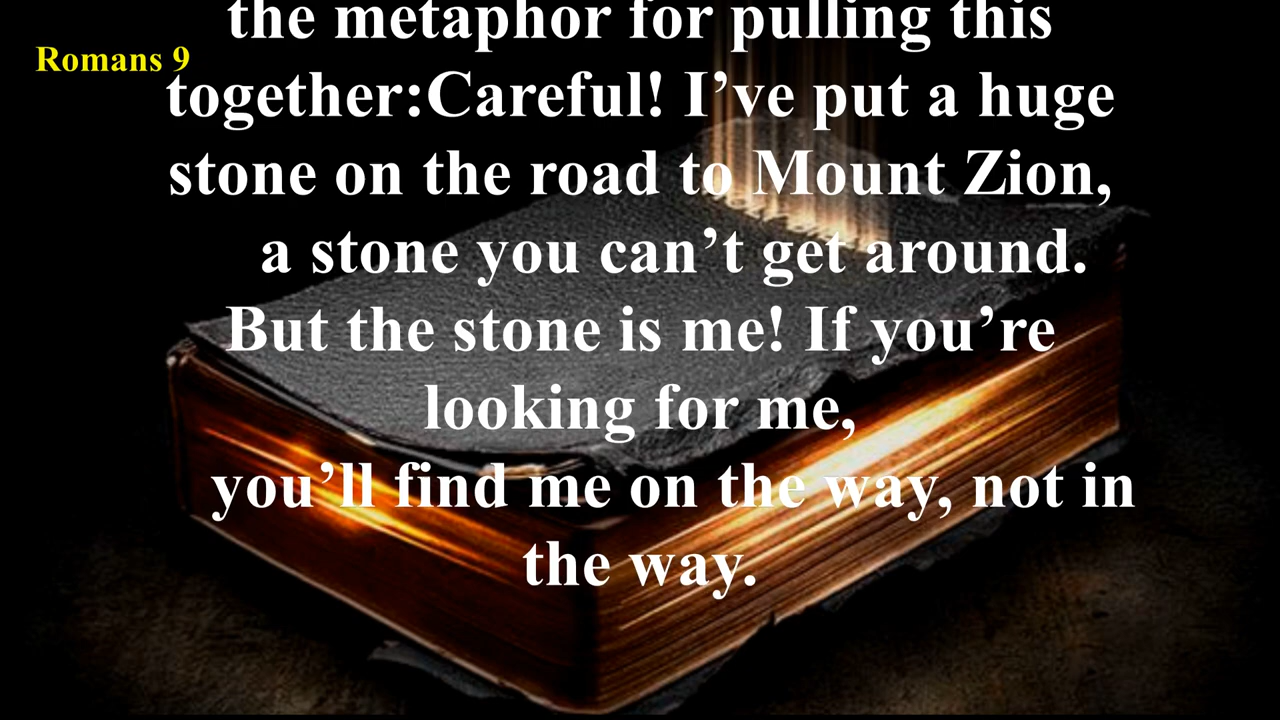 the metaphor for pulling this
Romans 9
together:Careful! I’ve put a huge
stone on the road to Mount Zion,
a stone you can’t get around.
But the stone is me! If you’re
looking for me,
you’ll find me on the way, not in
the way.